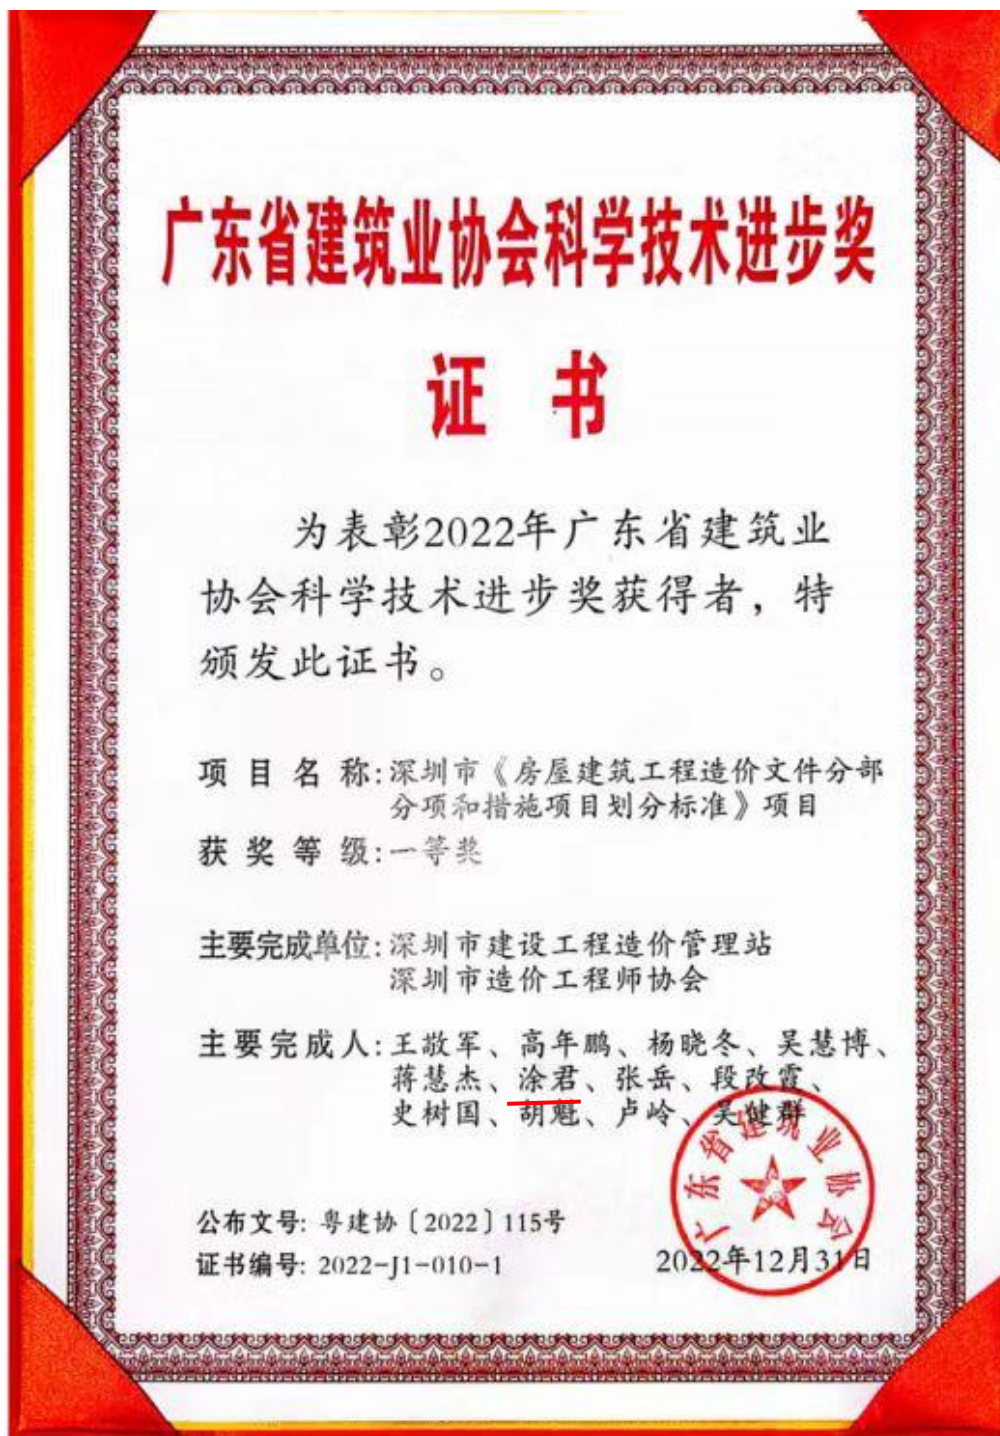 广东省建筑业协会科学技术进步奖
证书
为表彰2022年广东省建筑业
协会科学技术进步奖获得者，特
颁发此证书。
项目名称:深圳市《房屋建筑工程造价文件分部
分项和措施项目划分标准》项目
获奖等级:一等奖
主要完成单位:深圳市建设工程造价管理站
深圳市造价工程师协会
主要完成人:王敬军、高年鹏、杨晓冬、吴慧博、
蒋慧杰、涂君、张岳、段改霞、
史树国、胡魁、卢岭、吴健群
广东省建筑业协会
公布文号: 粤建协〔2022〕115号
证书编号: 2022-J1-010-1
2022年12月31日